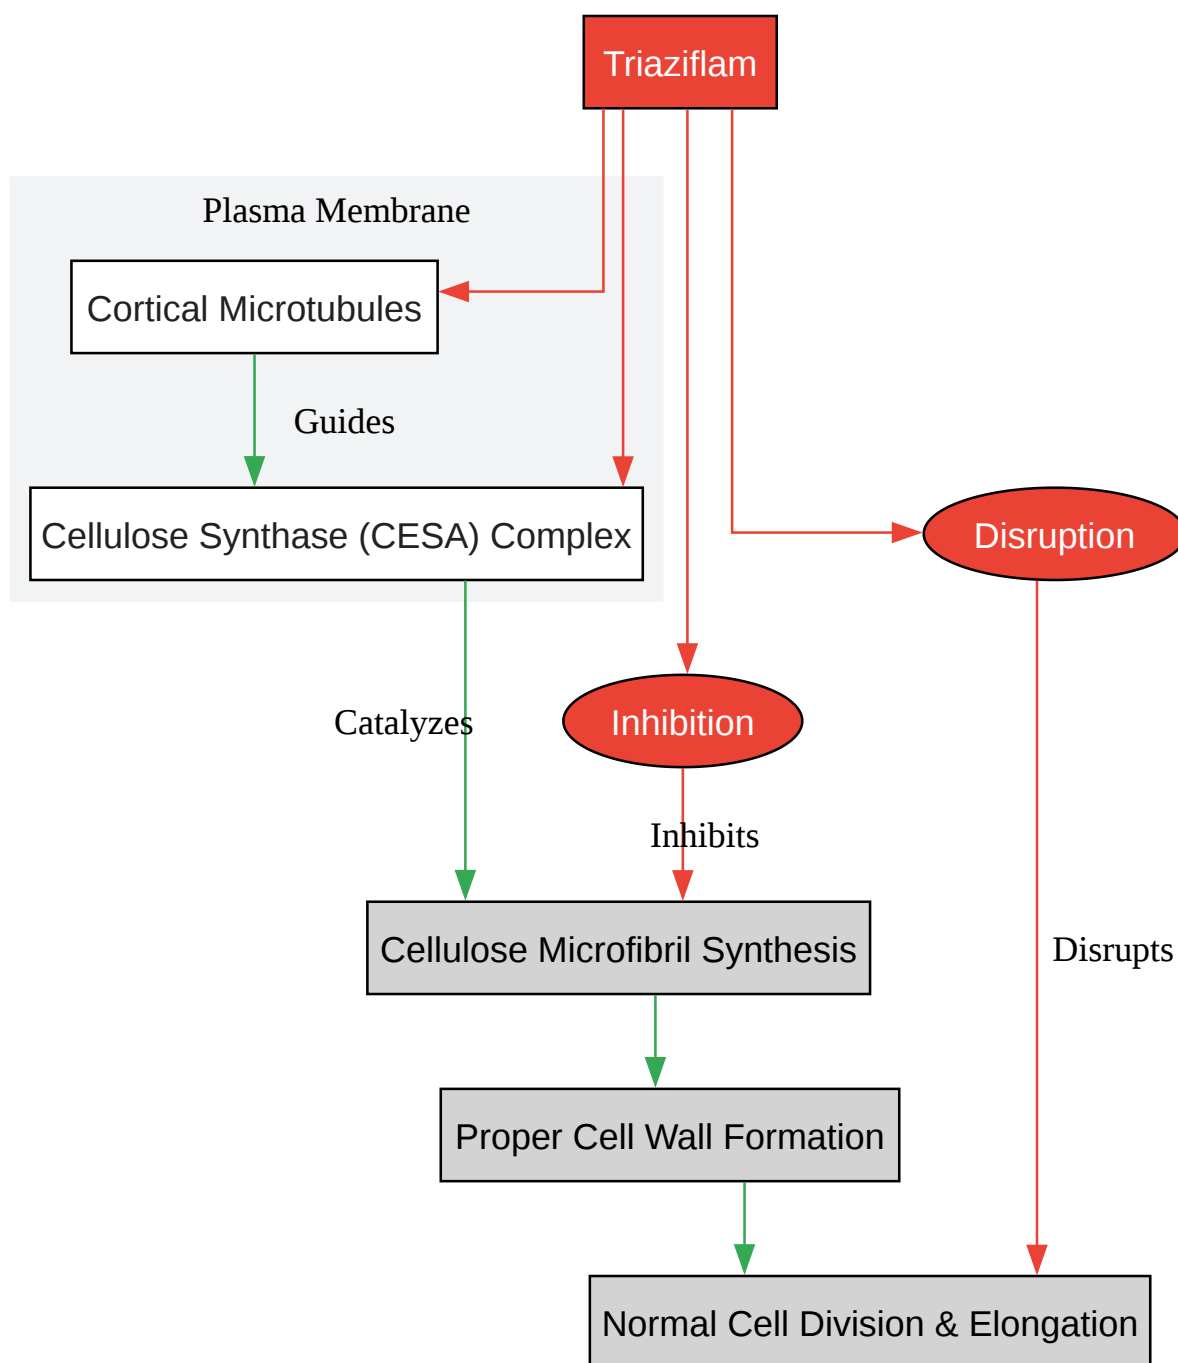 Triaziflam
Plasma Membrane
Cortical Microtubules
Guides
Cellulose Synthase (CESA) Complex
Disruption
Catalyzes
Inhibition
Inhibits
Cellulose Microfibril Synthesis
Disrupts
Proper Cell Wall Formation
Normal Cell Division & Elongation